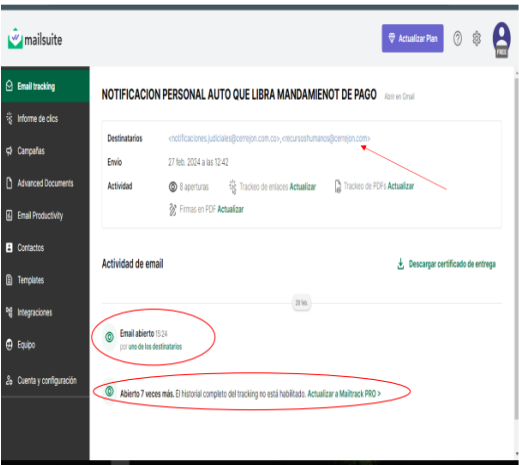 mailsuite
Actualizar Plan
FREE
Email tracking
Informe de clics
Campañas
Advanced Documents
Email Productivity
Contactos
Templates
Integraciones
Equipo
Cuenta y configuración
NOTIFICACION PERSONAL AUTO QUE LIBRA MANDAMIENOT DE PAGO Abrir en Gmail
Destinatarios <notificaciones.judiciales@cerrejon.com.co>, <recursoshumanos@cerrejon.com>
Envío 27 feb. 2024 a las 12:42
Actividad 8 aperturas Trackeo de enlaces Actualizar Trackeo de PDFs Actualizar
Firmas en PDF Actualizar
Actividad de email
Descargar certificado de entrega
Email abierto 15:24
por uno de los destinatarios
Abierto 7 veces más. El historial completo del tracking no está habilitado. Actualizar a Mailtrack PRO >